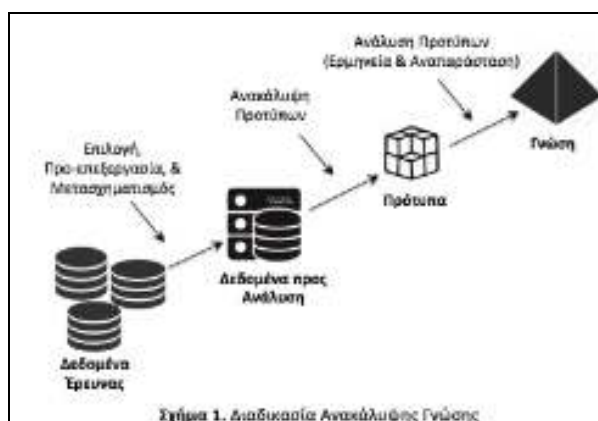 Ανάλυση Προτύπων
(Ερμηνεία & Αναπαράσταση)
Γνώση
Ανακάλυψη
Προτύπων
Πρότυπα
Επιλογή,
Προ-επεξεργασία, &
Μετασχηματισμός
Δεδομένα προς
Ανάλυση
Δεδομένα
Έρευνας
Σχήμα 1. Διαδικασία Ανακάλυψης Γνώσης